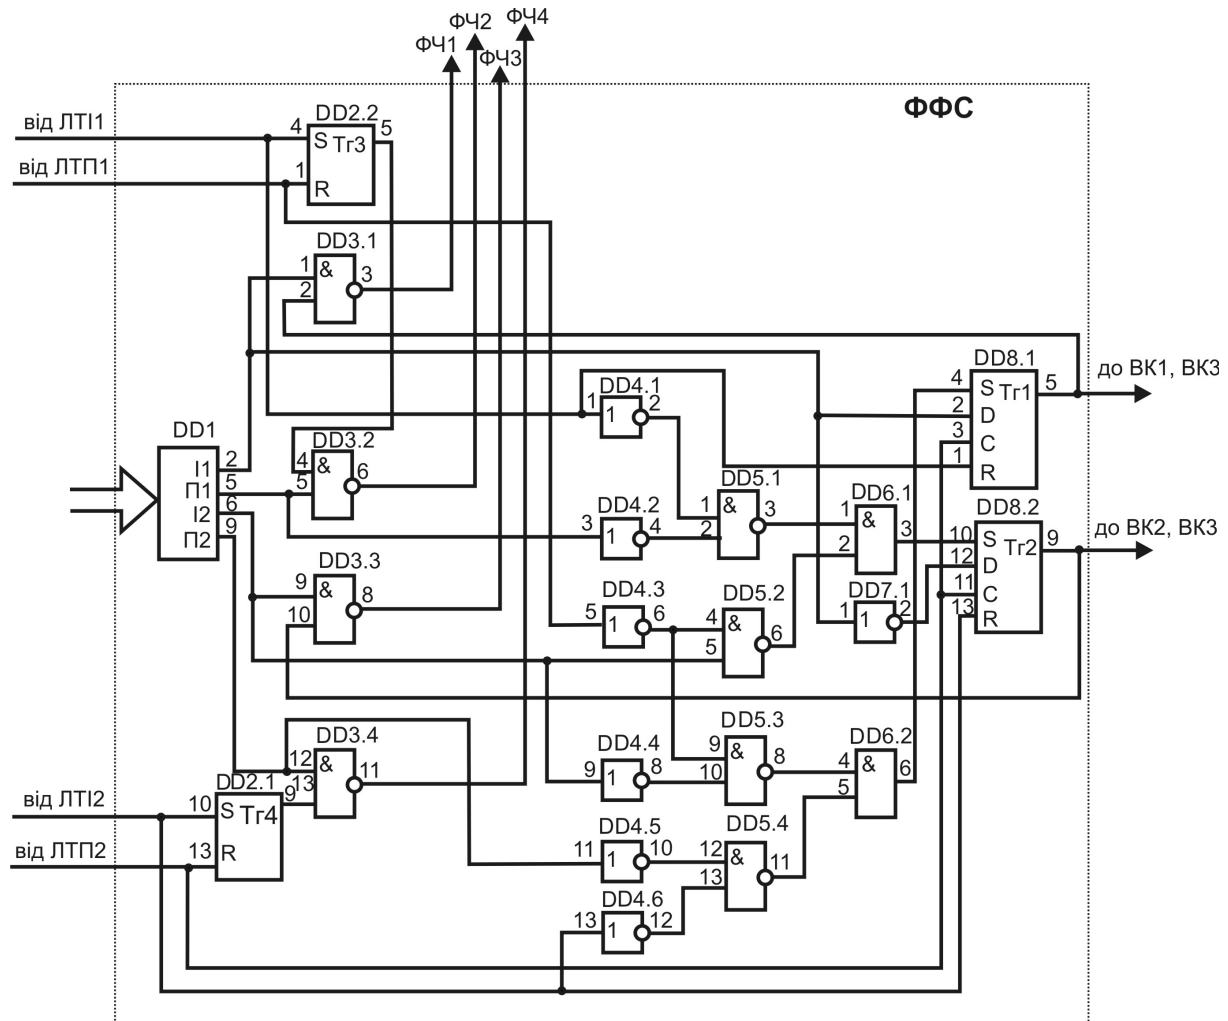 ФЧ4
ФЧ2
ФЧ1
ФЧ3
ФФС
DD2.2
від ЛТІ1
4 S Тг3 5
від ЛТП1
1 R
DD3.1
1 & 3
2
DD8.1
до ВК1, ВК3
4 S Тг1 5
2 D
3 C
1 R
DD4.1
1 1 2
DD1
DD3.2
І1 2
П1 5
І2 6
П2 9
4 & 6
5
DD5.1
1 & 3
2
DD4.2
3 1 4
DD6.1
1 & 3
2
DD8.2
до ВК2, ВК3
10 S Тг2 9
12 D
11 C
13 R
DD3.3
9 & 8
10
DD4.3
5 1 6
DD5.2
4 & 6
5
DD7.1
1 1 2
DD3.4
12 & 11
13
DD5.3
9 & 8
10
DD6.2
4 & 6
5
DD4.4
9 1 8
DD2.1
від ЛТІ2
10 S Тг4 9
від ЛТП2
13 R
DD4.5
11 1 10
DD5.4
12 & 11
13
DD4.6
13 1 12